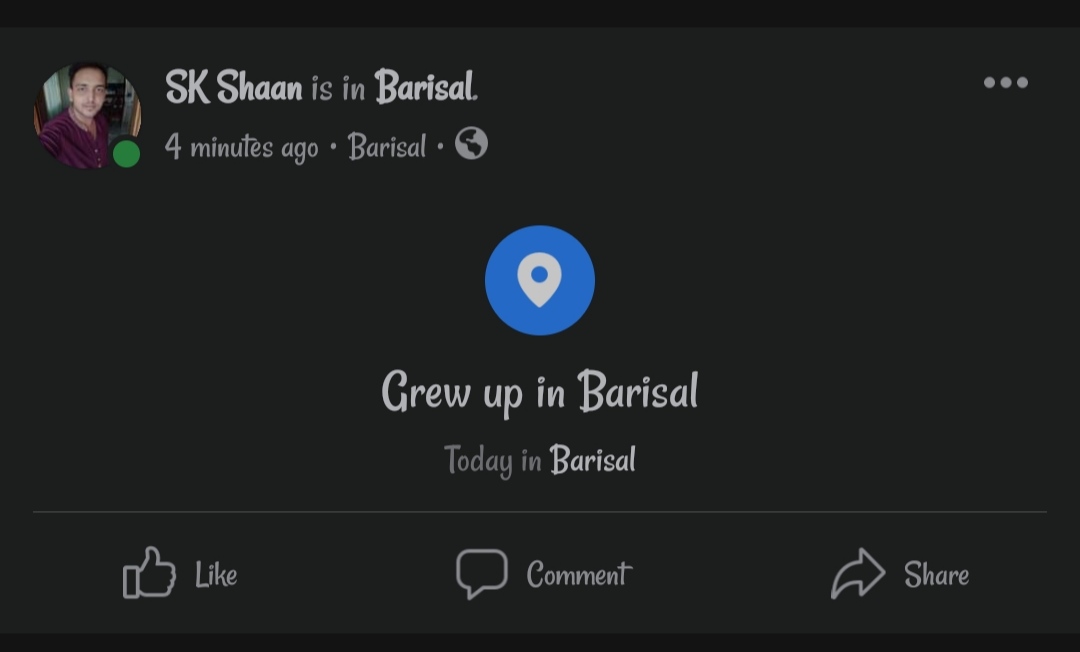 SK Shaan is in Barisal.
4 minutes ago · Barisal ·
Grew up in Barisal
Today in Barisal
Like
Comment
Share